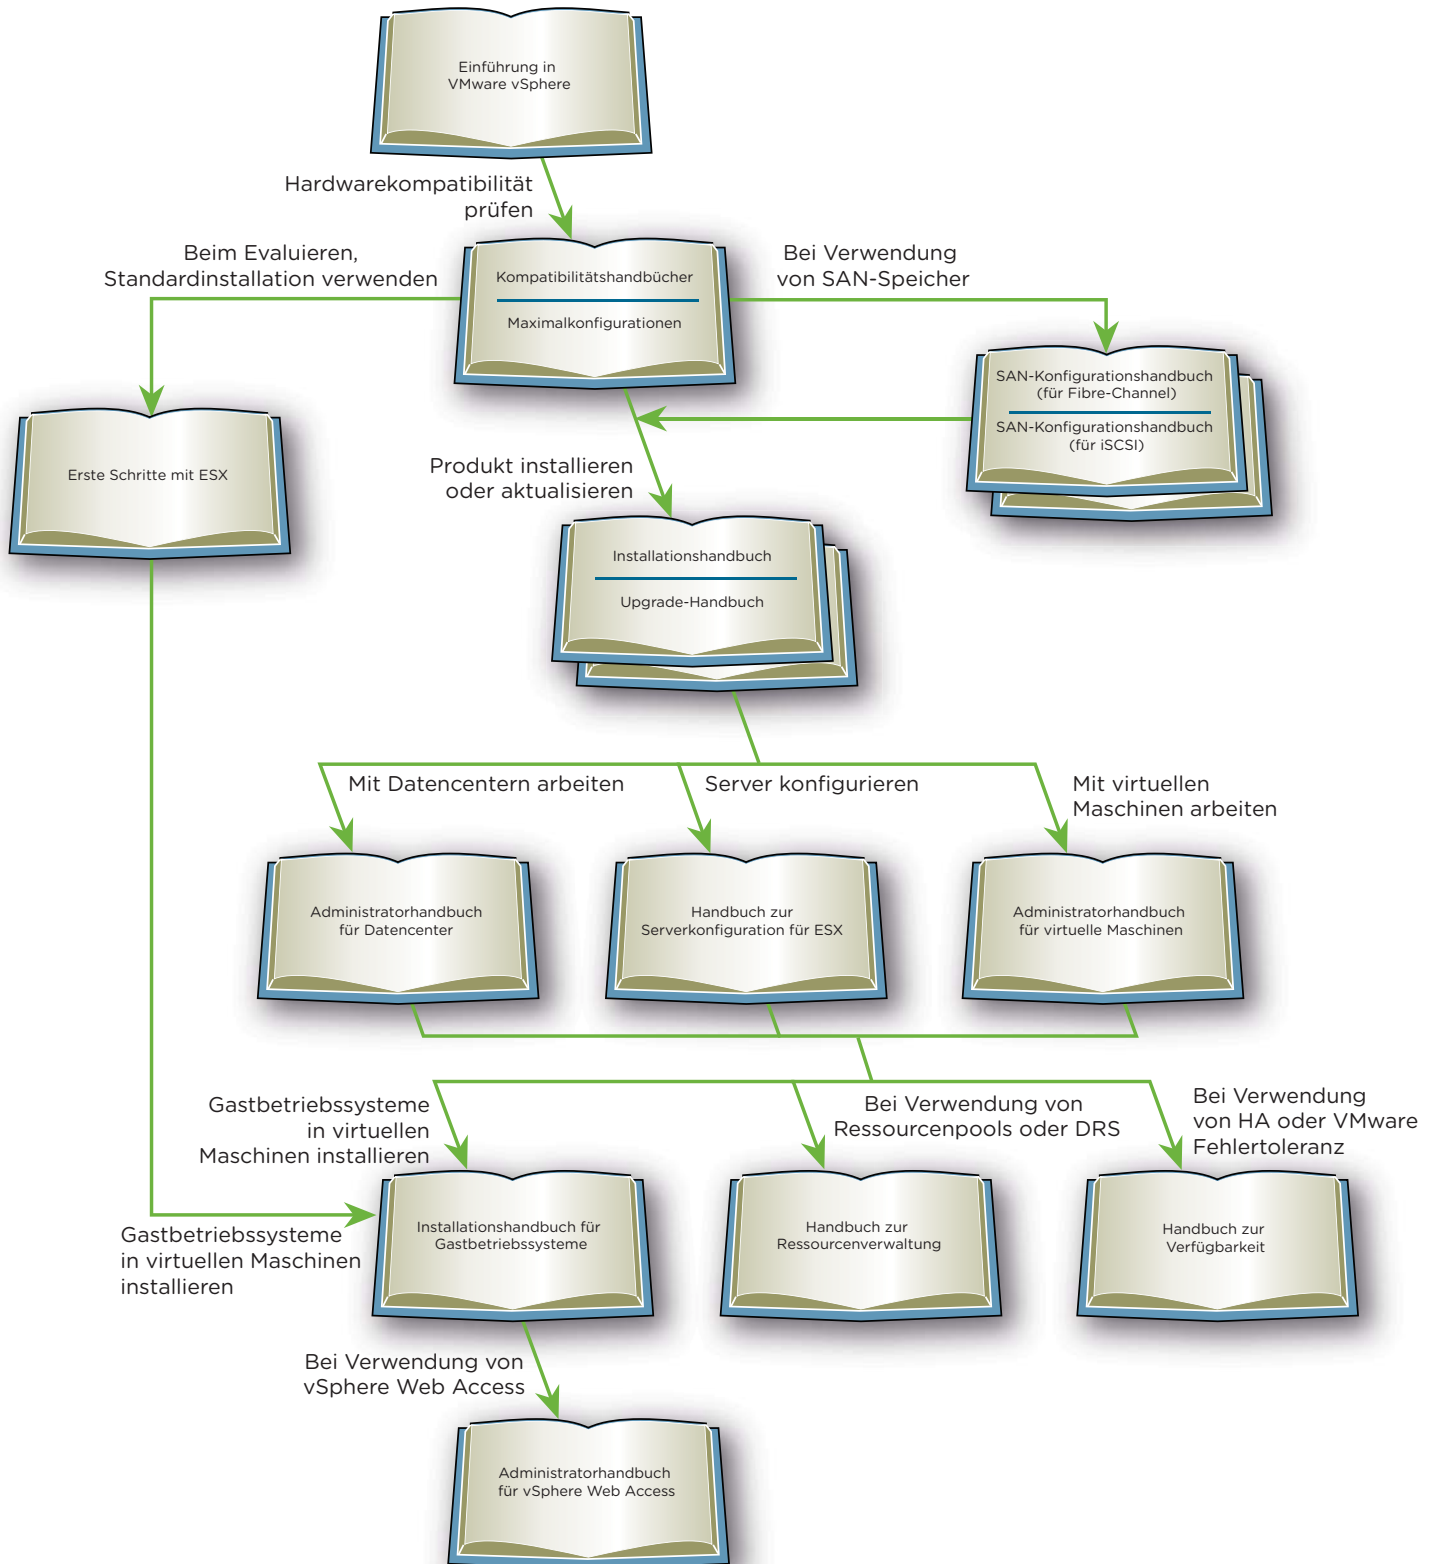 Einführung in
VMware vSphere
Hardwarekompatibilität
prüfen
Beim Evaluieren,
Standardinstallation verwenden
Kompatibilitätshandbücher
Maximalkonfigurationen
Bei Verwendung
von SAN-Speicher
SAN-Konfigurationshandbuch
(für Fibre-Channel)
SAN-Konfigurationshandbuch
(für iSCSI)
Erste Schritte mit ESX
Produkt installieren
oder aktualisieren
Installationshandbuch
Upgrade-Handbuch
Mit Datencentern arbeiten
Server konfigurieren
Mit virtuellen
Maschinen arbeiten
Administratorhandbuch
für Datencenter
Handbuch zur
Serverkonfiguration für ESX
Administratorhandbuch
für virtuelle Maschinen
Gastbetriebssysteme
in virtuellen
Maschinen installieren
Bei Verwendung von
Ressourcenpools oder DRS
Bei Verwendung
von HA oder VMware
Fehlertoleranz
Gastbetriebssysteme
in virtuellen Maschinen
installieren
Installationshandbuch für
Gastbetriebssysteme
Handbuch zur
Ressourcenverwaltung
Handbuch zur
Verfügbarkeit
Bei Verwendung von
vSphere Web Access
Administratorhandbuch
für vSphere Web Access